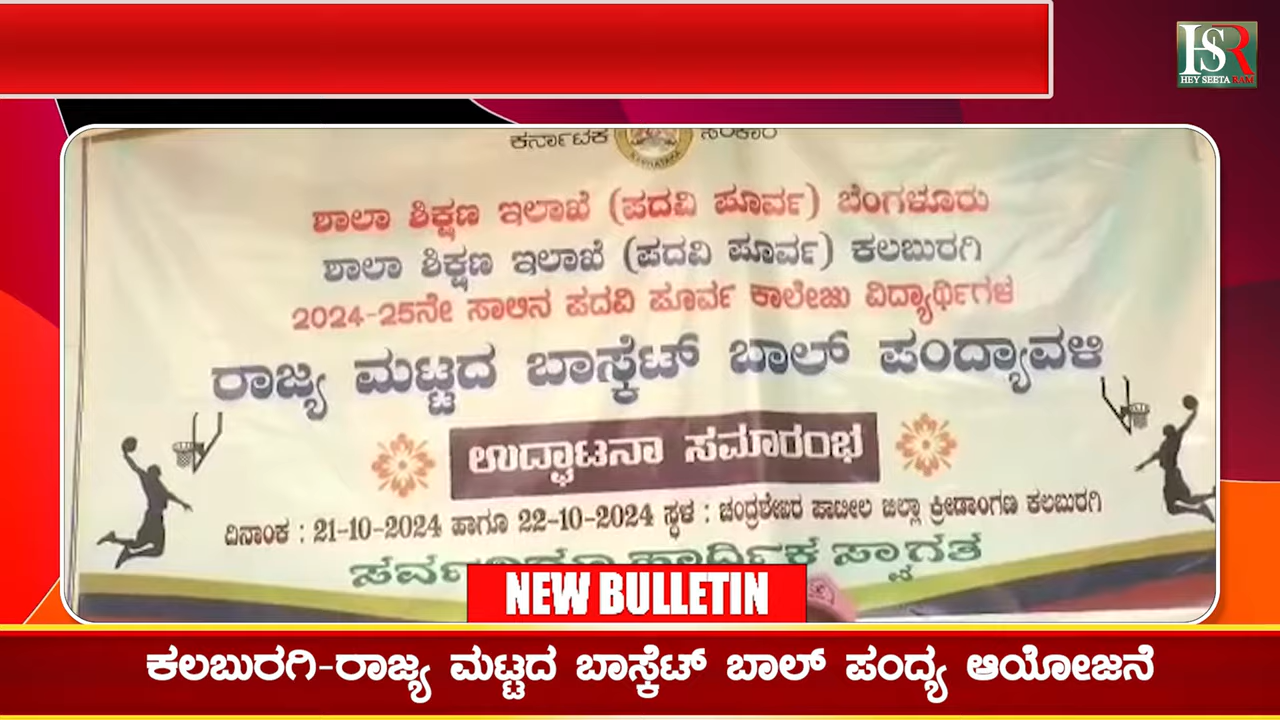 HSR
HEY SEETA RAM
ಕರ್ನಾಟಕ ಸರಕಾರ
ಶಾಲಾ ಶಿಕ್ಷಣ ಇಲಾಖೆ (ಪದವಿ ಪೂರ್ವ) ಬೆಂಗಳೂರು
ಶಾಲಾ ಶಿಕ್ಷಣ ಇಲಾಖೆ (ಪದವಿ ಪೂರ್ವ) ಕಲಬುರಗಿ
2024-25ನೇ ಸಾಲಿನ ಪದವಿ ಪೂರ್ವ ಕಾಲೇಜು ವಿದ್ಯಾರ್ಥಿಗಳ
ರಾಜ್ಯ ಮಟ್ಟದ ಬಾಸ್ಕೆಟ್ ಬಾಲ್ ಪಂದ್ಯಾವಳಿ
ಉದ್ಘಾಟನಾ ಸಮಾರಂಭ
ದಿನಾಂಕ : 21-10-2024 ಹಾಗೂ 22-10-2024 ಸ್ಥಳ : ಚಂದ್ರಶೇಖರ ಪಾಟೀಲ ಜಿಲ್ಲಾ ಕ್ರೀಡಾಂಗಣ ಕಲಬುರಗಿ
ಹಾರ್ದಿಕ ಸ್ವಾಗತ
NEW BULLETIN
ಕಲಬುರಗಿ-ರಾಜ್ಯ ಮಟ್ಟದ ಬಾಸ್ಕೆಟ್ ಬಾಲ್ ಪಂದ್ಯ ಆಯೋಜನೆ